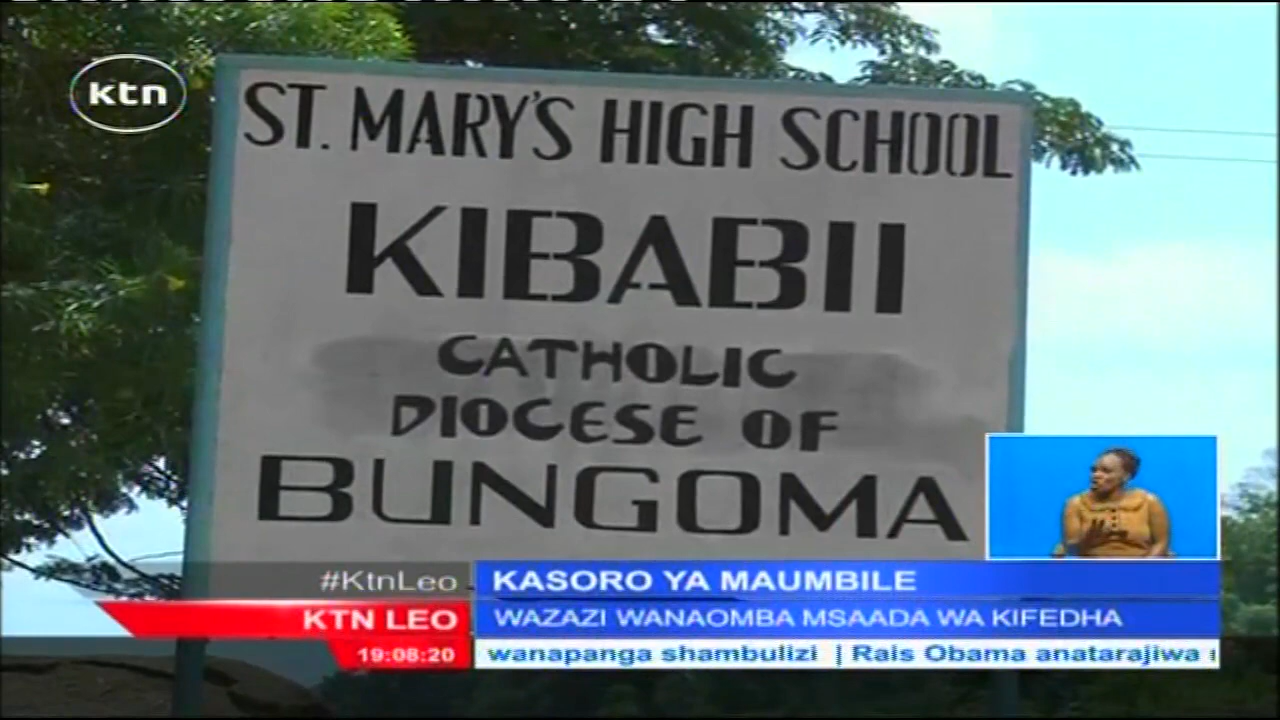 ktn
ST. MARY'S HIGH SCHOOL
KIBABII
CATHOLIC
DIOCESE OF
BUNGOMA
#KtnLeo
KASORO YA MAUMBILE
KTN LEO
WAZAZI WANAOMBA MSAADA WA KIFEDHA
19:08:20
wanapanga shambulizi | Rais Obama anatarajiwa